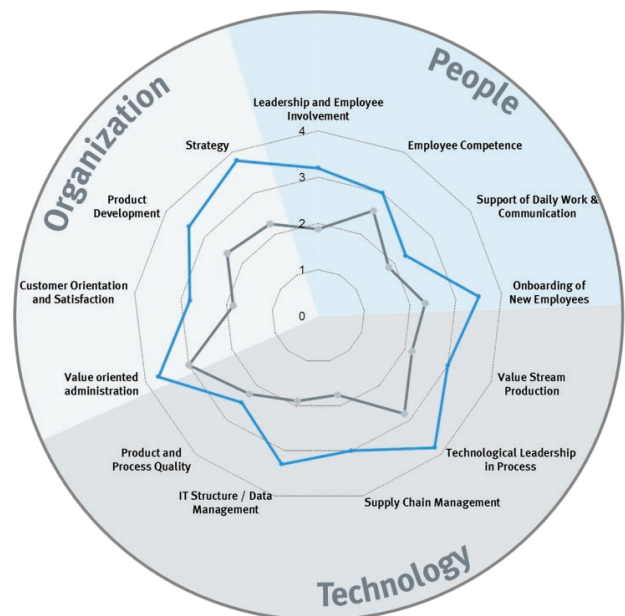 Organization
People
Technology
Leadership and Employee
Involvement
Employee Competence
Support of Daily Work &
Communication
Onboarding of
New Employees
Value Stream
Production
Technological Leadership
in Process
Supply Chain Management
IT Structure / Data
Management
Product and
Process Quality
Value oriented
administration
Customer Orientation
and Satisfaction
Product
Development
Strategy
4
3
2
1
0